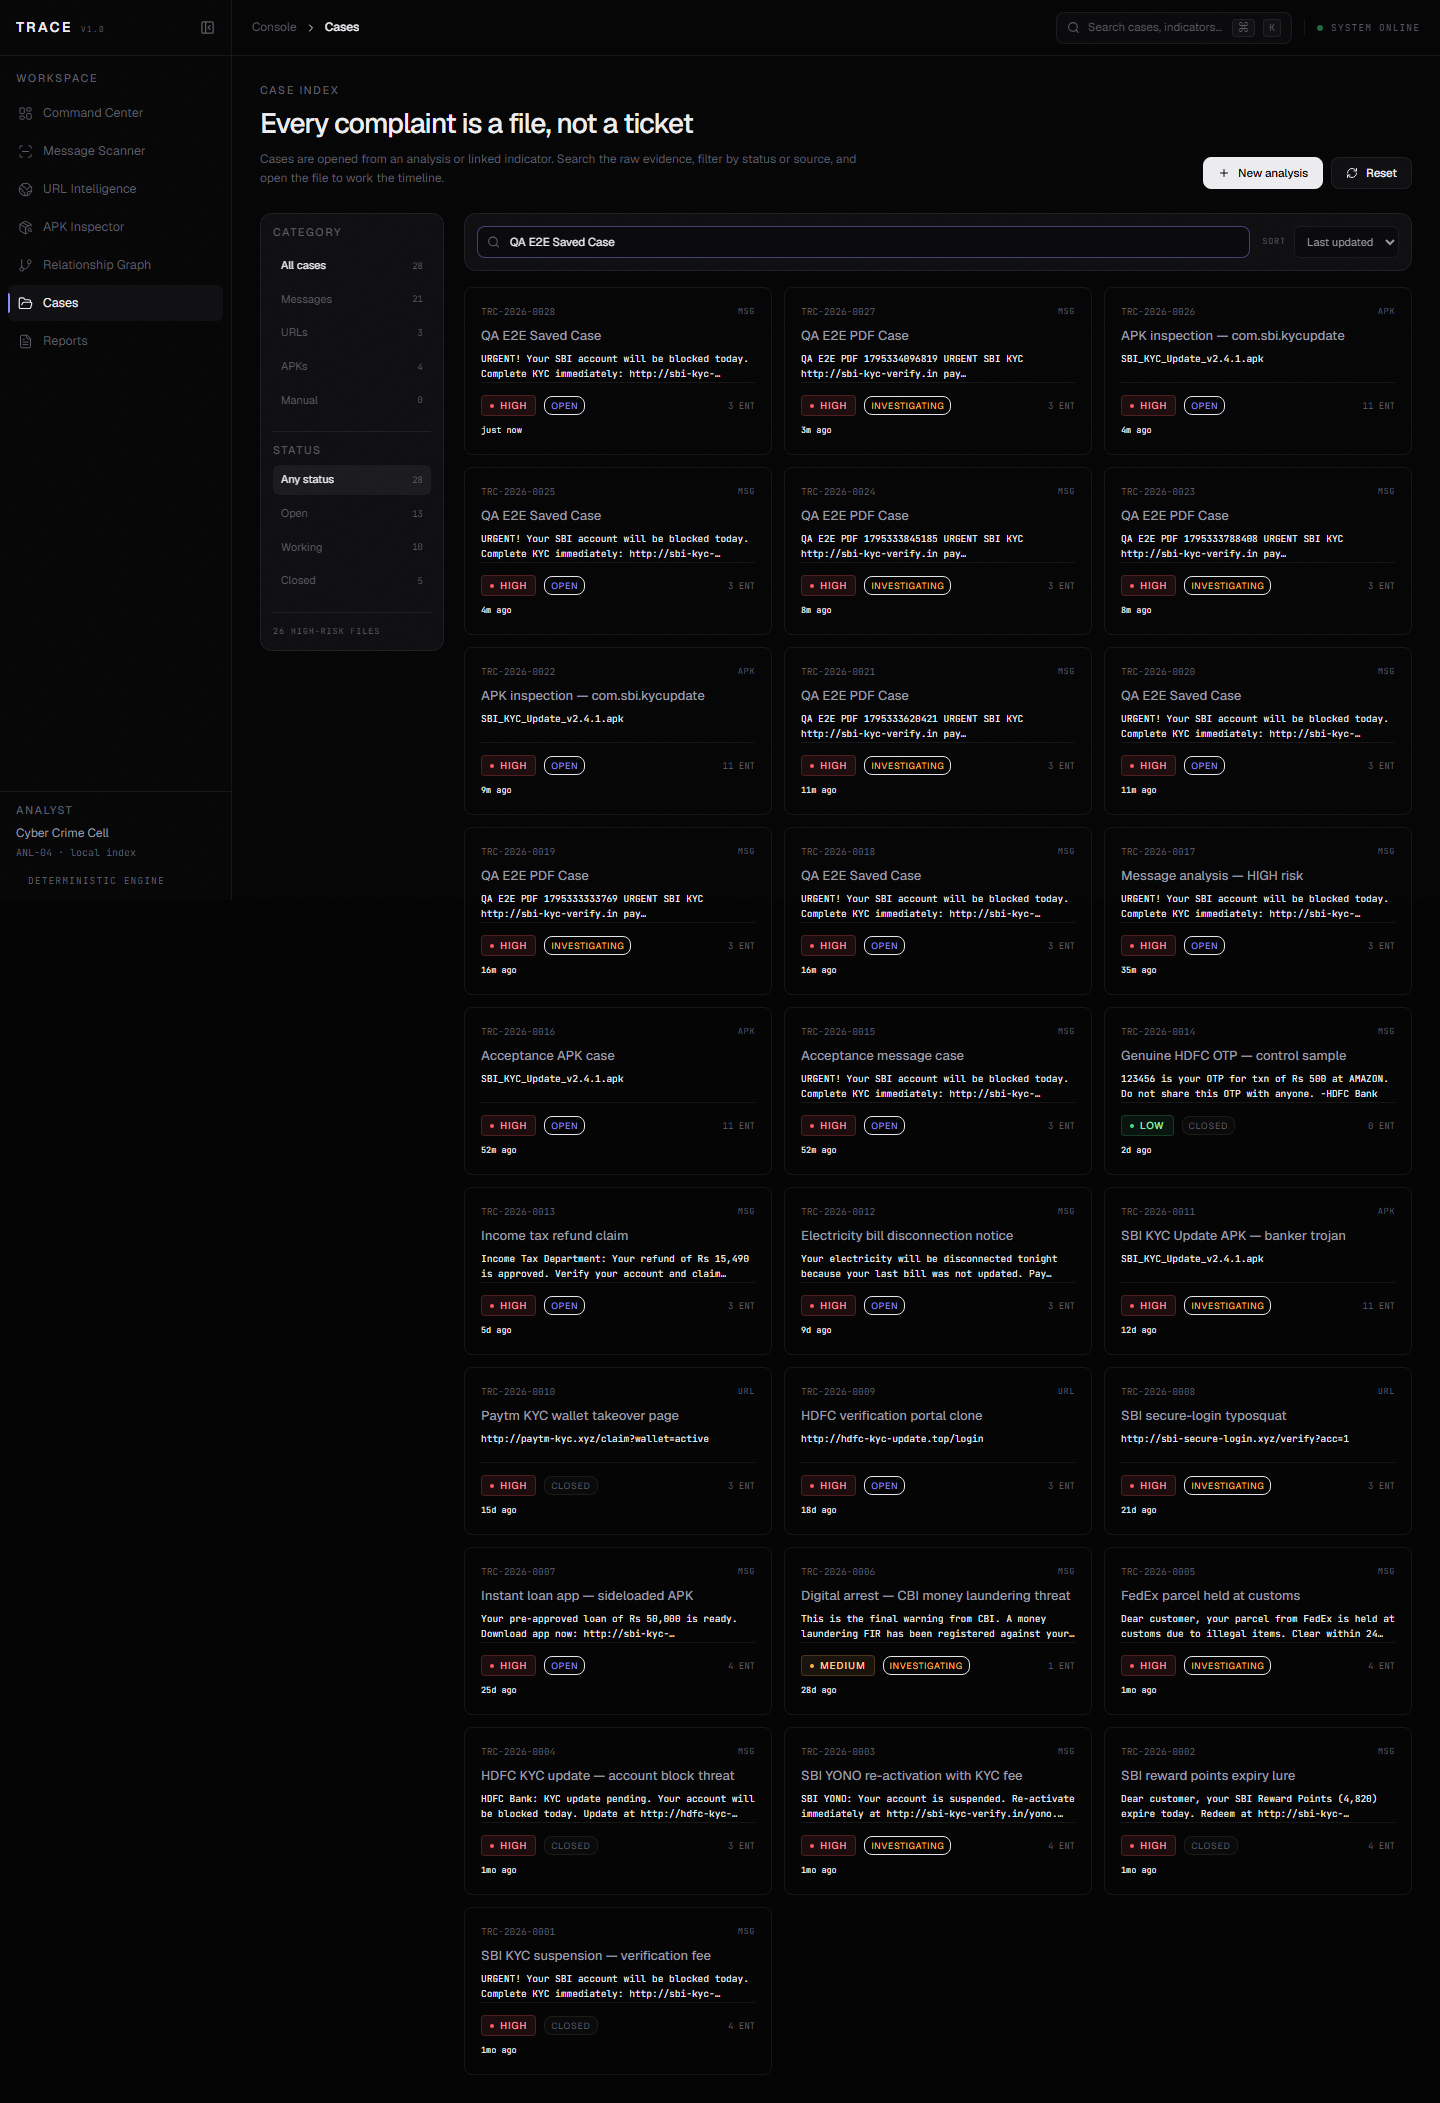 TRACE V1.0
WORKSPACE
Command Center
Message Scanner
URL Intelligence
APK Inspector
Relationship Graph
Cases
Reports
ANALYST
Cyber Crime Cell
ANL-04 · local index
DETERMINISTIC ENGINE
Console > Cases
Search cases, indicators… ⌘ K
SYSTEM ONLINE
CASE INDEX
Every complaint is a file, not a ticket
Cases are opened from an analysis or linked indicator. Search the raw evidence, filter by status or source, and
open the file to work the timeline.
+ New analysis
Reset
CATEGORY
All cases 28
Messages 21
URLs 3
APKs 4
Manual 0
STATUS
Any status 28
Open 13
Working 10
Closed 5
26 HIGH-RISK FILES
QA E2E Saved Case
SORT Last updated
TRC-2026-0028 MSG
QA E2E Saved Case
URGENT! Your SBI account will be blocked today.
Complete KYC immediately: http://sbi-kyc-…
HIGH OPEN 3 ENT
just now
TRC-2026-0027 MSG
QA E2E PDF Case
QA E2E PDF 1795334096819 URGENT SBI KYC
http://sbi-kyc-verify.in pay…
HIGH INVESTIGATING 3 ENT
3m ago
TRC-2026-0026 APK
APK inspection — com.sbi.kycupdate
SBI_KYC_Update_v2.4.1.apk
HIGH OPEN 11 ENT
4m ago
TRC-2026-0025 MSG
QA E2E Saved Case
URGENT! Your SBI account will be blocked today.
Complete KYC immediately: http://sbi-kyc-…
HIGH OPEN 3 ENT
4m ago
TRC-2026-0024 MSG
QA E2E PDF Case
QA E2E PDF 1795333845185 URGENT SBI KYC
http://sbi-kyc-verify.in pay…
HIGH INVESTIGATING 3 ENT
8m ago
TRC-2026-0023 MSG
QA E2E PDF Case
QA E2E PDF 1795333788408 URGENT SBI KYC
http://sbi-kyc-verify.in pay…
HIGH INVESTIGATING 3 ENT
8m ago
TRC-2026-0022 APK
APK inspection — com.sbi.kycupdate
SBI_KYC_Update_v2.4.1.apk
HIGH OPEN 11 ENT
9m ago
TRC-2026-0021 MSG
QA E2E PDF Case
QA E2E PDF 1795333620421 URGENT SBI KYC
http://sbi-kyc-verify.in pay…
HIGH INVESTIGATING 3 ENT
11m ago
TRC-2026-0020 MSG
QA E2E Saved Case
URGENT! Your SBI account will be blocked today.
Complete KYC immediately: http://sbi-kyc-…
HIGH OPEN 3 ENT
11m ago
TRC-2026-0019 MSG
QA E2E PDF Case
QA E2E PDF 1795333333769 URGENT SBI KYC
http://sbi-kyc-verify.in pay…
HIGH INVESTIGATING 3 ENT
16m ago
TRC-2026-0018 MSG
QA E2E Saved Case
URGENT! Your SBI account will be blocked today.
Complete KYC immediately: http://sbi-kyc-…
HIGH OPEN 3 ENT
16m ago
TRC-2026-0017 MSG
Message analysis — HIGH risk
URGENT! Your SBI account will be blocked today.
Complete KYC immediately: http://sbi-kyc-…
HIGH OPEN 3 ENT
35m ago
TRC-2026-0016 APK
Acceptance APK case
SBI_KYC_Update_v2.4.1.apk
HIGH OPEN 11 ENT
52m ago
TRC-2026-0015 MSG
Acceptance message case
URGENT! Your SBI account will be blocked today.
Complete KYC immediately: http://sbi-kyc-…
HIGH OPEN 3 ENT
52m ago
TRC-2026-0014 MSG
Genuine HDFC OTP — control sample
123456 is your OTP for txn of Rs 500 at AMAZON.
Do not share this OTP with anyone. -HDFC Bank
LOW CLOSED 0 ENT
2d ago
TRC-2026-0013 MSG
Income tax refund claim
Income Tax Department: Your refund of Rs 15,490
is approved. Verify your account and claim…
HIGH OPEN 3 ENT
5d ago
TRC-2026-0012 MSG
Electricity bill disconnection notice
Your electricity will be disconnected tonight
because your last bill was not updated. Pay…
HIGH OPEN 3 ENT
9d ago
TRC-2026-0011 APK
SBI KYC Update APK — banker trojan
SBI_KYC_Update_v2.4.1.apk
HIGH INVESTIGATING 11 ENT
12d ago
TRC-2026-0010 URL
Paytm KYC wallet takeover page
http://paytm-kyc.xyz/claim?wallet=active
HIGH CLOSED 3 ENT
15d ago
TRC-2026-0009 URL
HDFC verification portal clone
http://hdfc-kyc-update.top/login
HIGH OPEN 3 ENT
18d ago
TRC-2026-0008 URL
SBI secure-login typosquat
http://sbi-secure-login.xyz/verify?acc=1
HIGH INVESTIGATING 3 ENT
21d ago
TRC-2026-0007 MSG
Instant loan app — sideloaded APK
Your pre-approved loan of Rs 50,000 is ready.
Download app now: http://sbi-kyc-…
HIGH OPEN 4 ENT
25d ago
TRC-2026-0006 MSG
Digital arrest — CBI money laundering threat
This is the final warning from CBI. A money
laundering FIR has been registered against your…
MEDIUM INVESTIGATING 1 ENT
28d ago
TRC-2026-0005 MSG
FedEx parcel held at customs
Dear customer, your parcel from FedEx is held at
customs due to illegal items. Clear within 24…
HIGH INVESTIGATING 4 ENT
1mo ago
TRC-2026-0004 MSG
HDFC KYC update — account block threat
HDFC Bank: KYC update pending. Your account will
be blocked today. Update at http://hdfc-kyc-…
HIGH CLOSED 3 ENT
1mo ago
TRC-2026-0003 MSG
SBI YONO re-activation with KYC fee
SBI YONO: Your account is suspended. Re-activate
immediately at http://sbi-kyc-verify.in/yono.…
HIGH INVESTIGATING 4 ENT
1mo ago
TRC-2026-0002 MSG
SBI reward points expiry lure
Dear customer, your SBI Reward Points (4,820)
expire today. Redeem at http://sbi-kyc-…
HIGH CLOSED 4 ENT
1mo ago
TRC-2026-0001 MSG
SBI KYC suspension — verification fee
URGENT! Your SBI account will be blocked today.
Complete KYC immediately: http://sbi-kyc-…
HIGH CLOSED 4 ENT
1mo ago